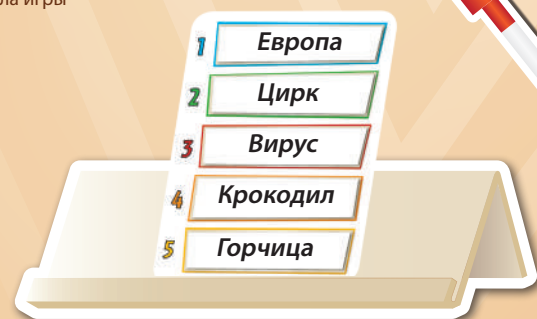 ла игры
1 Европа
2 Цирк
3 Вирус
4 Крокодил
5 Горчица